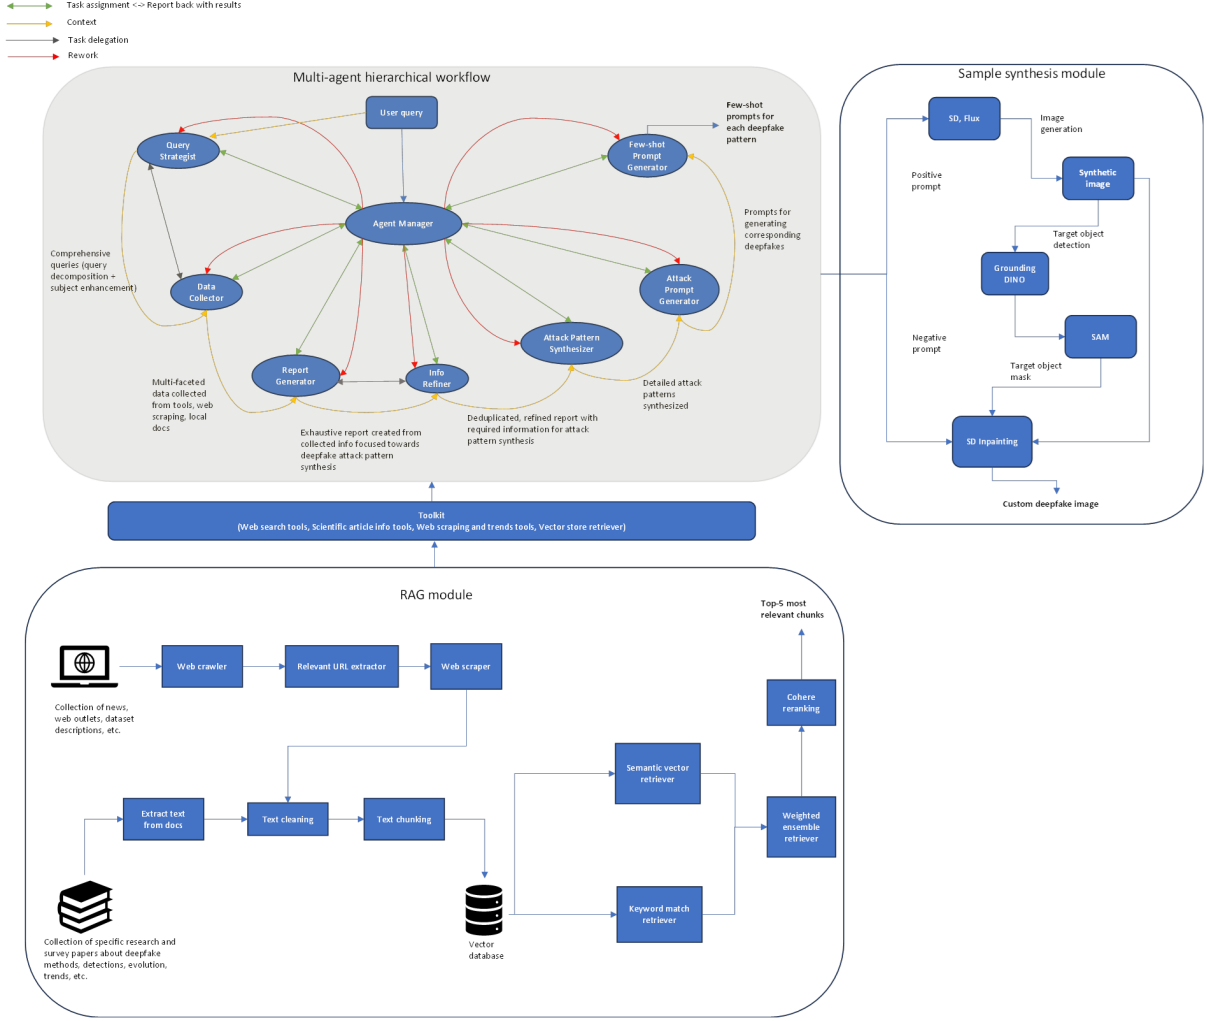 Task assignment <-> Report back with results
Context
Task delegation
Rework
Multi-agent hierarchical workflow
User query
Few-shot
prompts for
each deepfake
pattern
Query
Strategist
Few-shot
Prompt
Generator
Agent Manager
Prompts for
generating
corresponding
deepfakes
Comprehensive
queries (query
decomposition +
subject enhancement)
Data
Collector
Attack
Prompt
Generator
Attack Pattern
Synthesizer
Report
Generator
Info
Refiner
Multi-faceted
data collected
from tools, web
scraping, local
docs
Detailed attack
patterns
synthesized
Exhaustive report created from
collected info focused towards
deepfake attack pattern
synthesis
Deduplicated, refined report with
required information for attack
pattern synthesis
Sample synthesis module
SD, Flux
Image
generation
Positive
prompt
Synthetic
image
Target object
detection
Grounding
DINO
Negative
prompt
SAM
Target object
mask
SD Inpainting
Custom deepfake image
Toolkit
(Web search tools, Scientific article info tools, Web scraping and trends tools, Vector store retriever)
RAG module
Top-5 most
relevant chunks
Web crawler
Relevant URL extractor
Web scraper
Collection of news,
web outlets, dataset
descriptions, etc.
Cohere
reranking
Semantic vector
retriever
Extract text
from docs
Text cleaning
Text chunking
Weighted
ensemble
retriever
Keyword match
retriever
Collection of specific research and
survey papers about deepfake
methods, detections, evolution,
trends, etc.
Vector
database